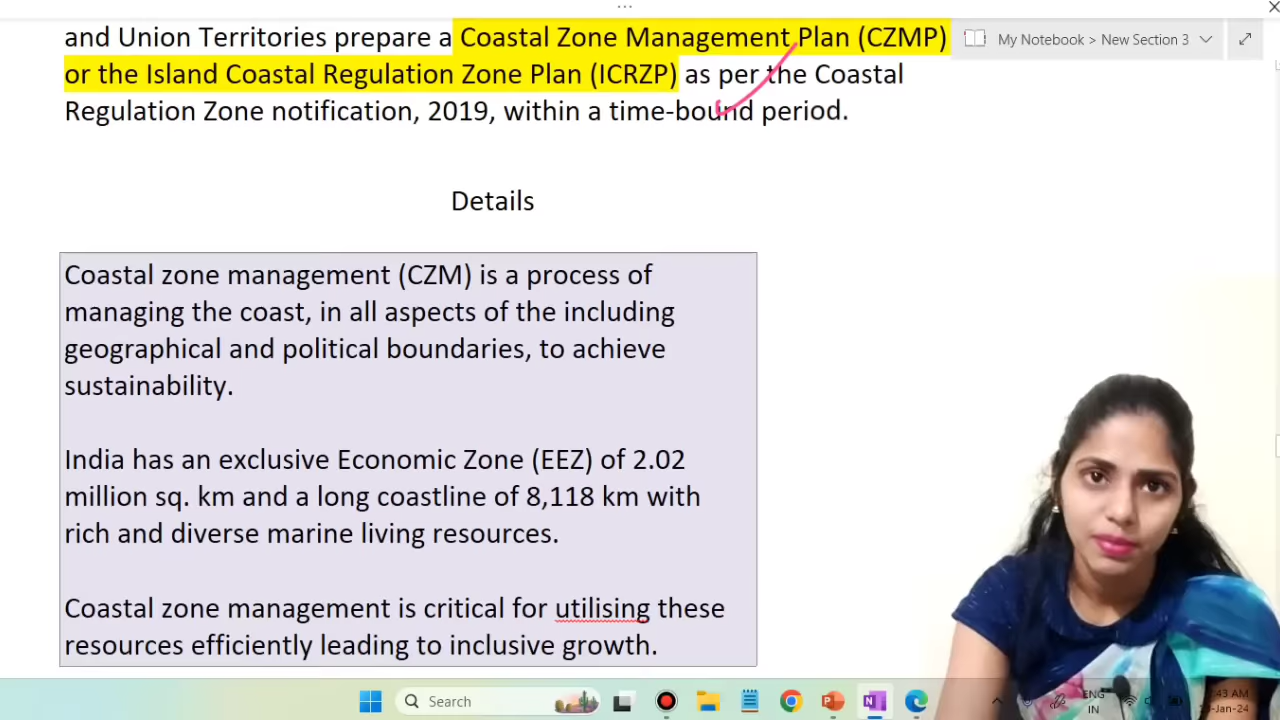 ...
and Union Territories prepare a Coastal Zone Management Plan (CZMP)
My Notebook > New Section 3
or the Island Coastal Regulation Zone Plan (ICRZP) as per the Coastal
Regulation Zone notification, 2019, within a time-bound period.
Details
Coastal zone management (CZM) is a process of
managing the coast, in all aspects of the including
geographical and political boundaries, to achieve
sustainability.
India has an exclusive Economic Zone (EEZ) of 2.02
million sq. km and a long coastline of 8,118 km with
rich and diverse marine living resources.
Coastal zone management is critical for utilising these
resources efficiently leading to inclusive growth.
Search
ENG
IN